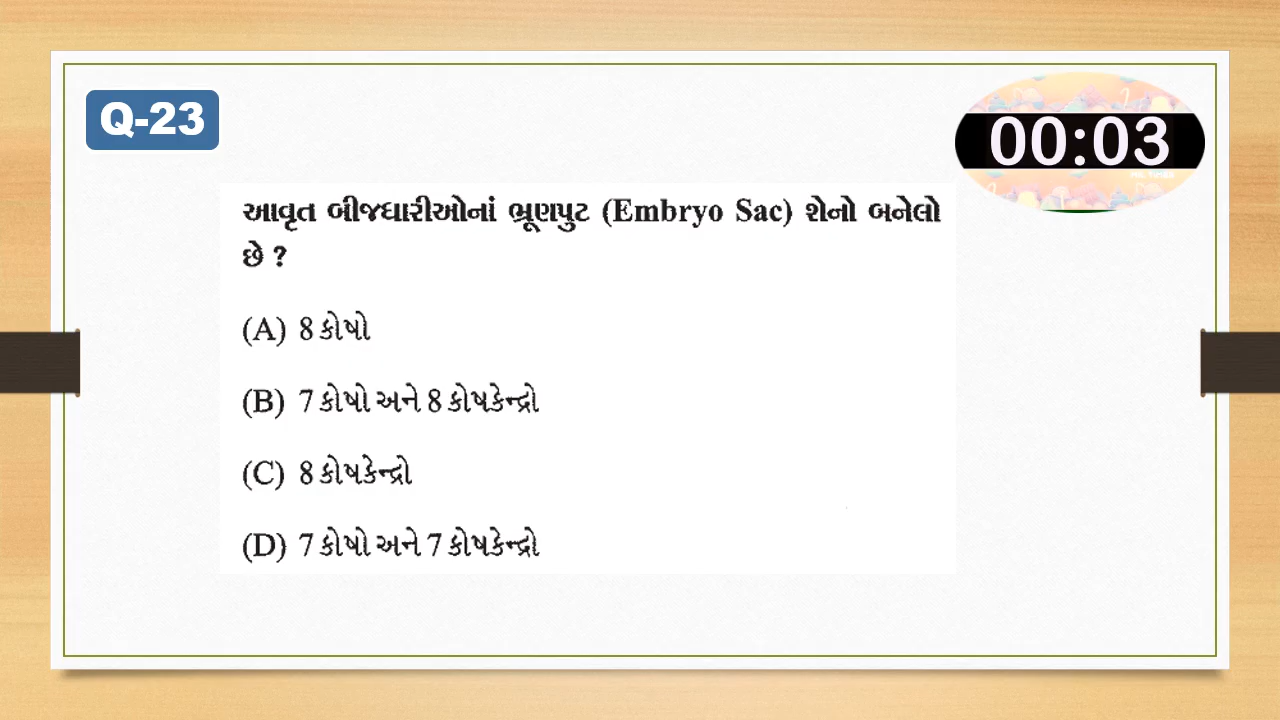 Q-23
00:03
આવૃત બીજધારીઓનાં ભ્રૂણપુટ (Embryo Sac) શેનો બનેલો
છે ?
(A) 8 કોષો
(B) 7 કોષો અને 8 કોષકેન્દ્રો
(C) 8 કોષકેન્દ્રો
(D) 7 કોષો અને 7 કોષકેન્દ્રો